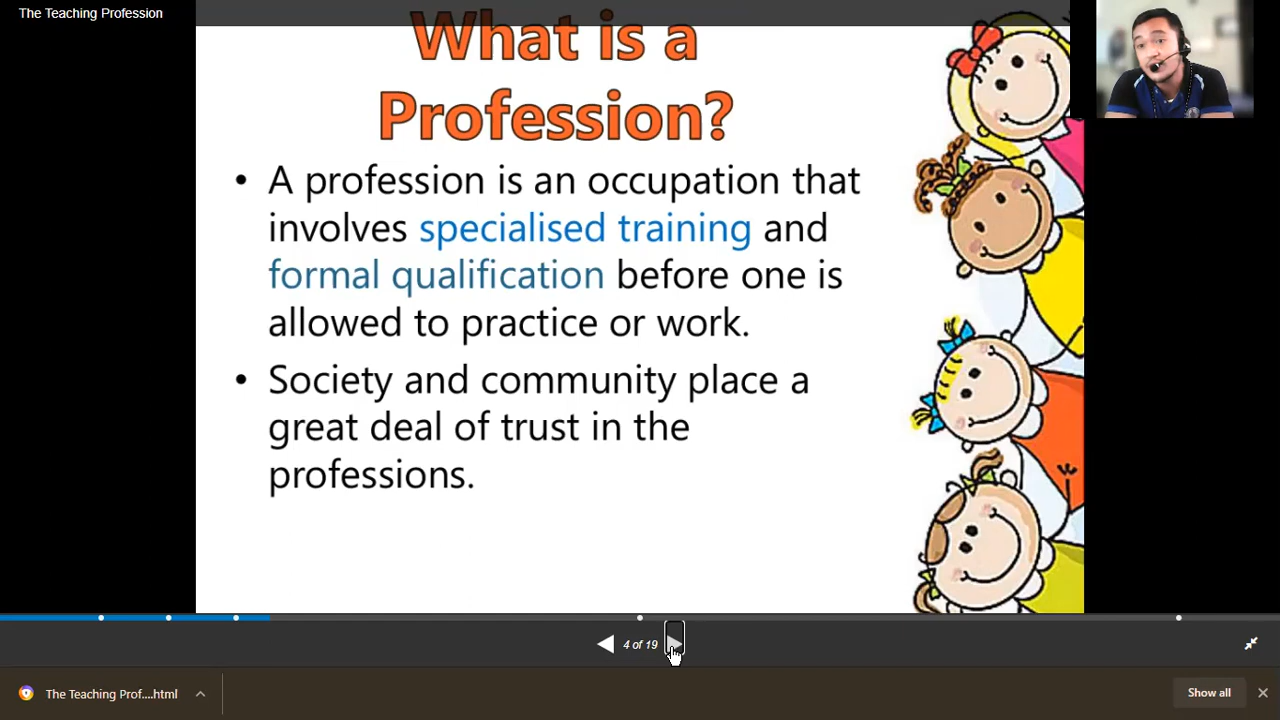 The Teaching Profession
What is a
Profession?
• A profession is an occupation that
involves specialised training and
formal qualification before one is
allowed to practice or work.
• Society and community place a
great deal of trust in the
professions.
4 of 19
The Teaching Prof....html
Show all